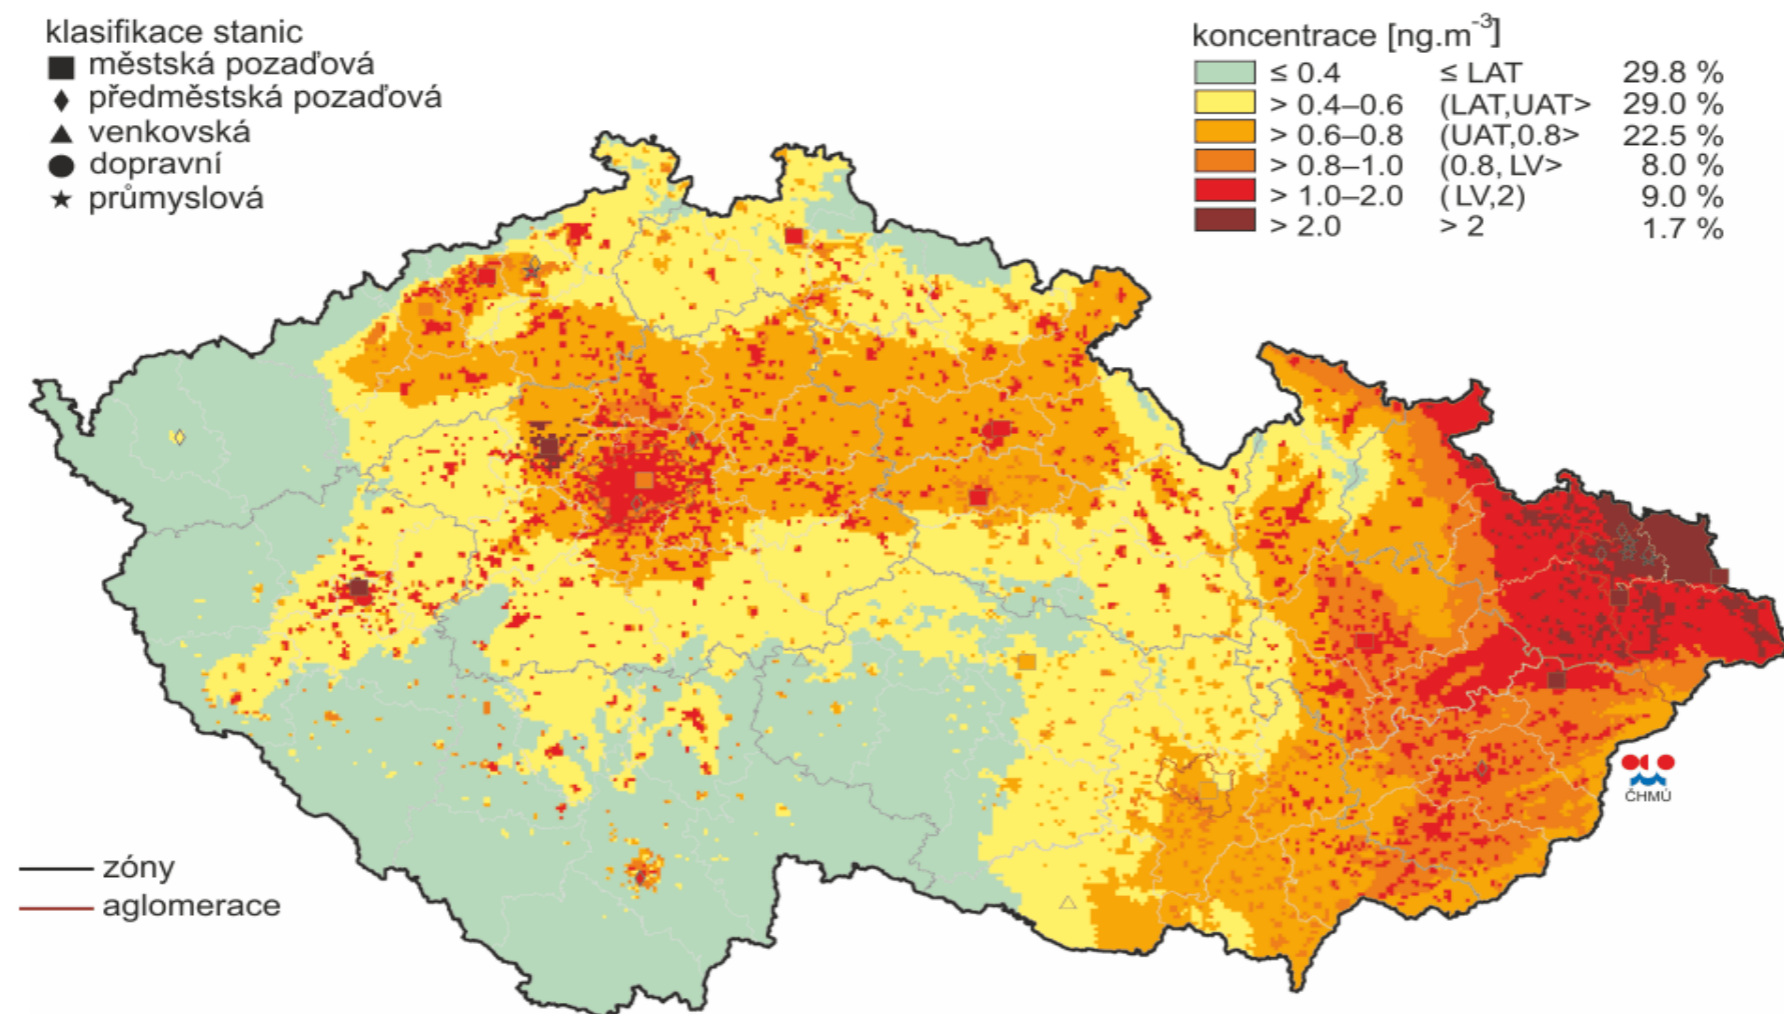 klasifikace stanic
městská pozaďová
předměstská pozaďová
venkovská
dopravní
průmyslová
koncentrace [ng.m⁻³]
≤ 0.4 ≤ LAT 29.8 %
> 0.4–0.6 (LAT,UAT> 29.0 %
> 0.6–0.8 (UAT,0.8> 22.5 %
> 0.8–1.0 (0.8, LV> 8.0 %
> 1.0–2.0 ( LV,2) 9.0 %
> 2.0 > 2 1.7 %
ČHMÚ
zóny
aglomerace